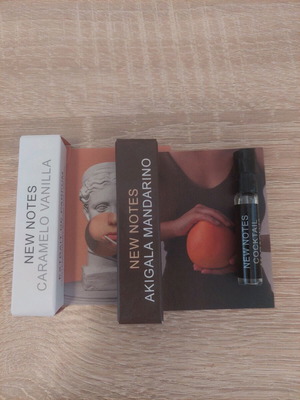 NEW NOTES
CARAMELO VANILLA
NEW NOTES
AKIGALA MANDARINO
NEW NOTES
COCKTAIL